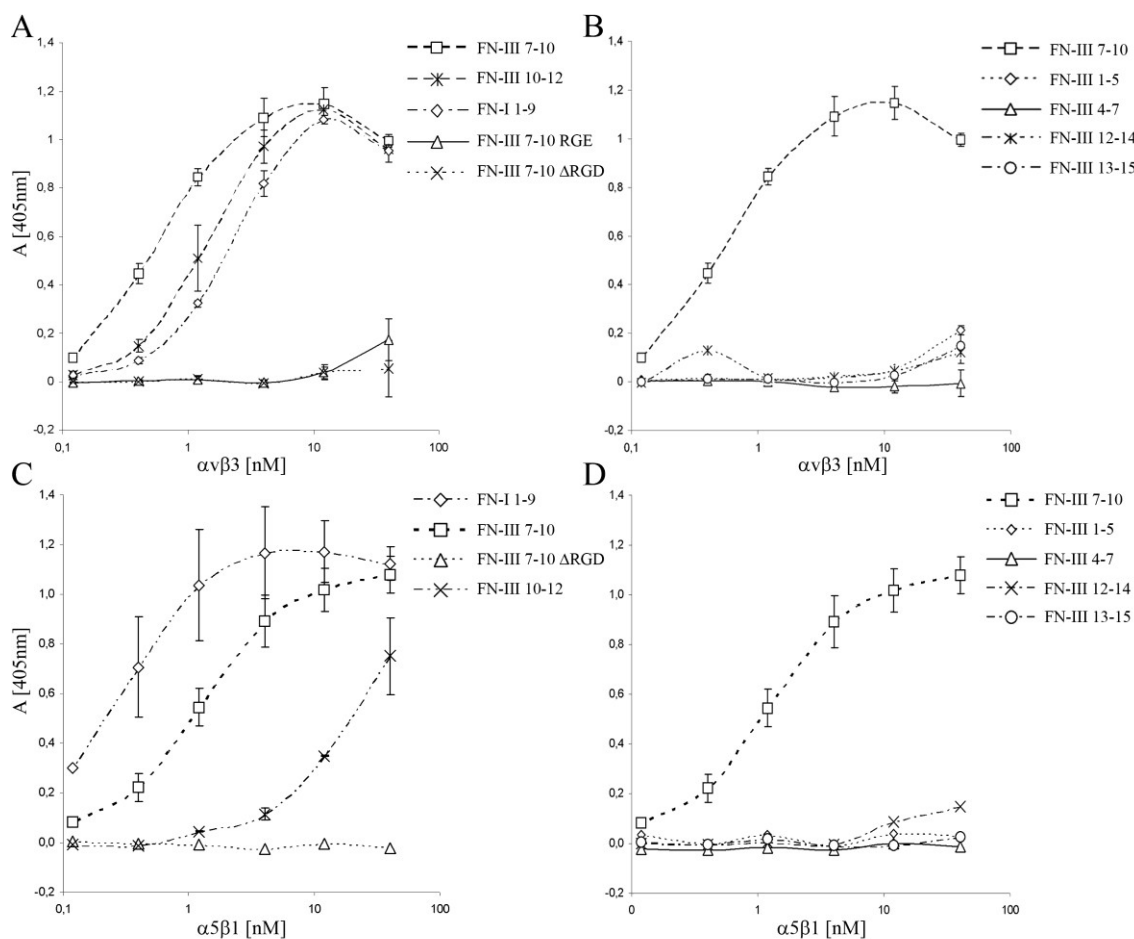 A
1,4
1,2
1
0,8
0,6
0,4
0,2
0
-0,2
A [405nm]
0,1
1
10
100
αvβ3 [nM]
FN-III 7-10
FN-III 10-12
FN-I 1-9
FN-III 7-10 RGE
FN-III 7-10 ΔRGD
B
1,4
1,2
1
0,8
0,6
0,4
0,2
0
-0,2
0,1
1
10
100
αvβ3 [nM]
FN-III 7-10
FN-III 1-5
FN-III 4-7
FN-III 12-14
FN-III 13-15
C
1,4
1,2
1,0
0,8
0,6
0,4
0,2
0,0
-0,2
A [405nm]
0,1
1
10
100
α5β1 [nM]
FN-I 1-9
FN-III 7-10
FN-III 7-10 ΔRGD
FN-III 10-12
D
1,4
1,2
1,0
0,8
0,6
0,4
0,2
0,0
-0,2
0
1
10
100
α5β1 [nM]
FN-III 7-10
FN-III 1-5
FN-III 4-7
FN-III 12-14
FN-III 13-15